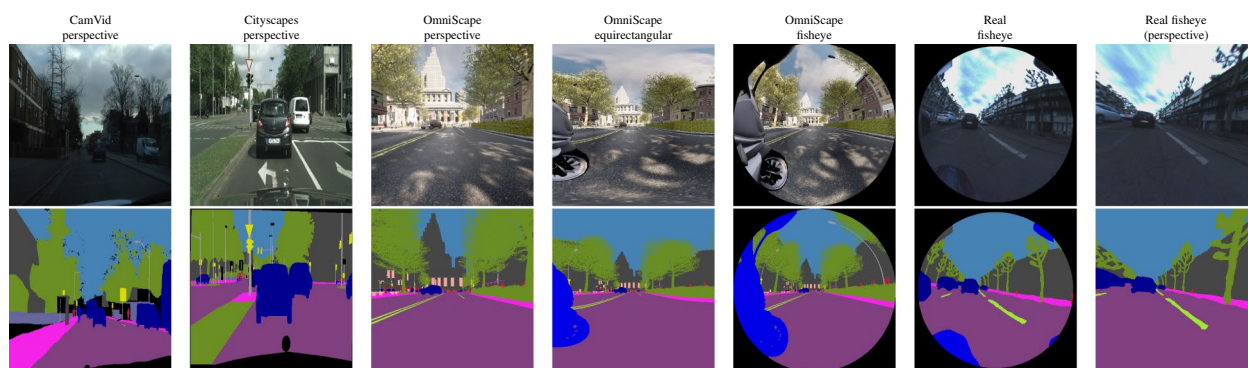 CamVid
perspective
Cityscapes
perspective
OmniScape
perspective
OmniScape
equirectangular
OmniScape
fisheye
Real
fisheye
Real fisheye
(perspective)